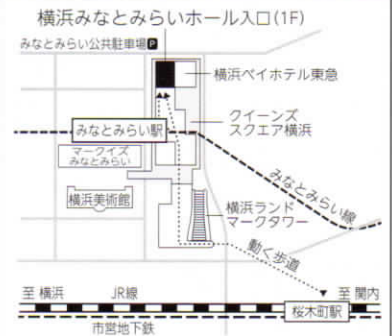 横浜みなとみらいホール入口(1F)
みなとみらい公共駐車場P
横浜ベイホテル東急
クイーンズ
スクエア横浜
みなとみらい駅
マークイズ
みなとみらい
みなとみらい線
横浜美術館
横浜ランド
マークタワー
動く歩道
至 横浜
JR線
至 関内
桜木町駅
市営地下鉄